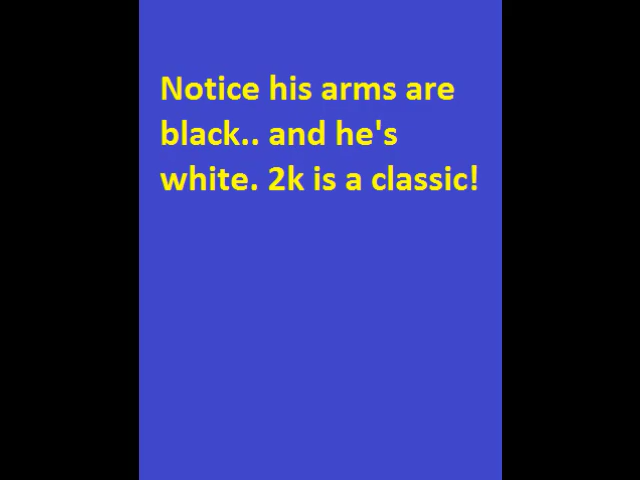 Notice his arms are
black.. and he's
white. 2k is a classic!